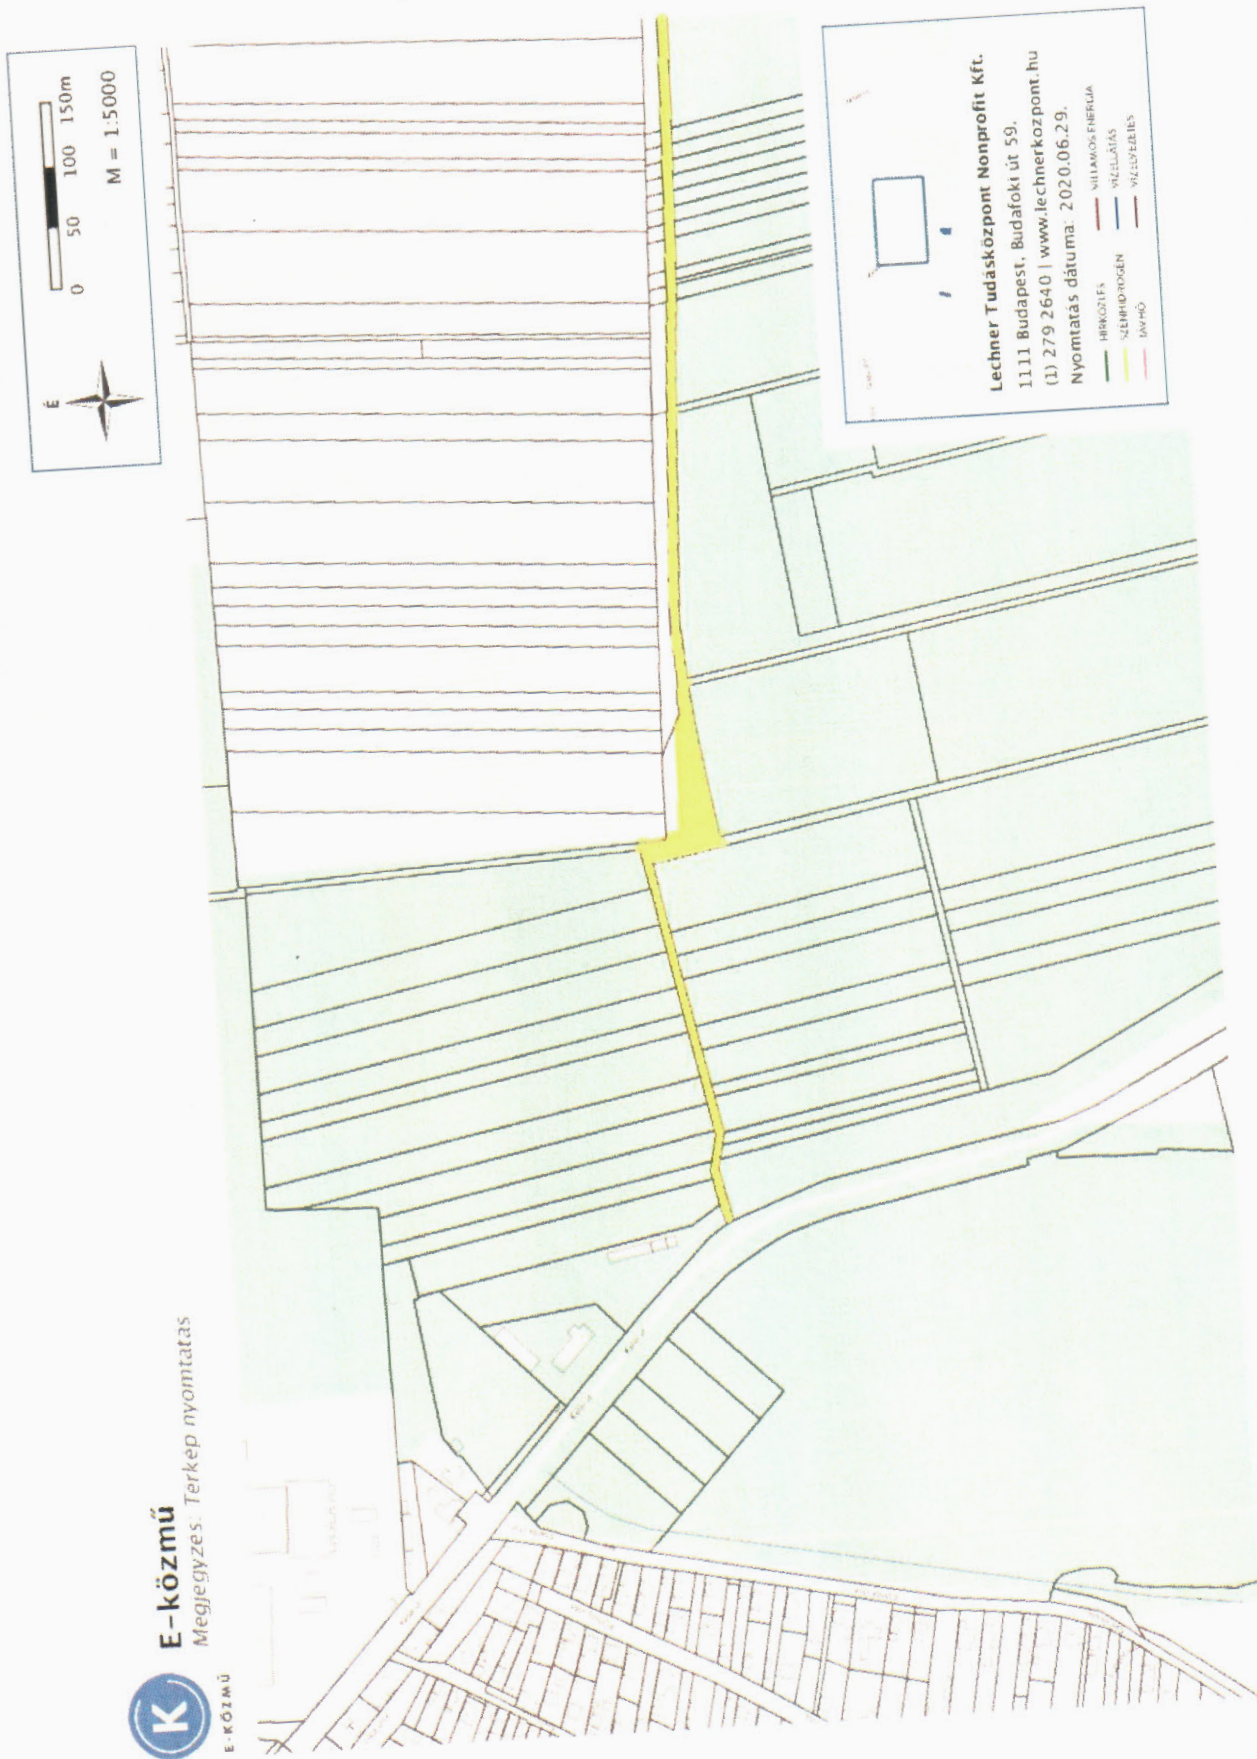 E-KÖZMŰ
E-közmű
Megjegyzés: Térkép nyomtatás
É
0 50 100 150m
M = 1:5000
Lechner Tudásközpont Nonprofit Kft.
1111 Budapest, Budafoki út 59.
(1) 279 2640 | www.lechnerkozpont.hu
Nyomtatás dátuma: 2020.06.29.
HÍRKÖZLÉS
SZÉNHIDROGÉN
TÁVHŐ
VILLAMOS ENERGIA
VÍZELLÁTÁS
VÍZELVEZETÉS